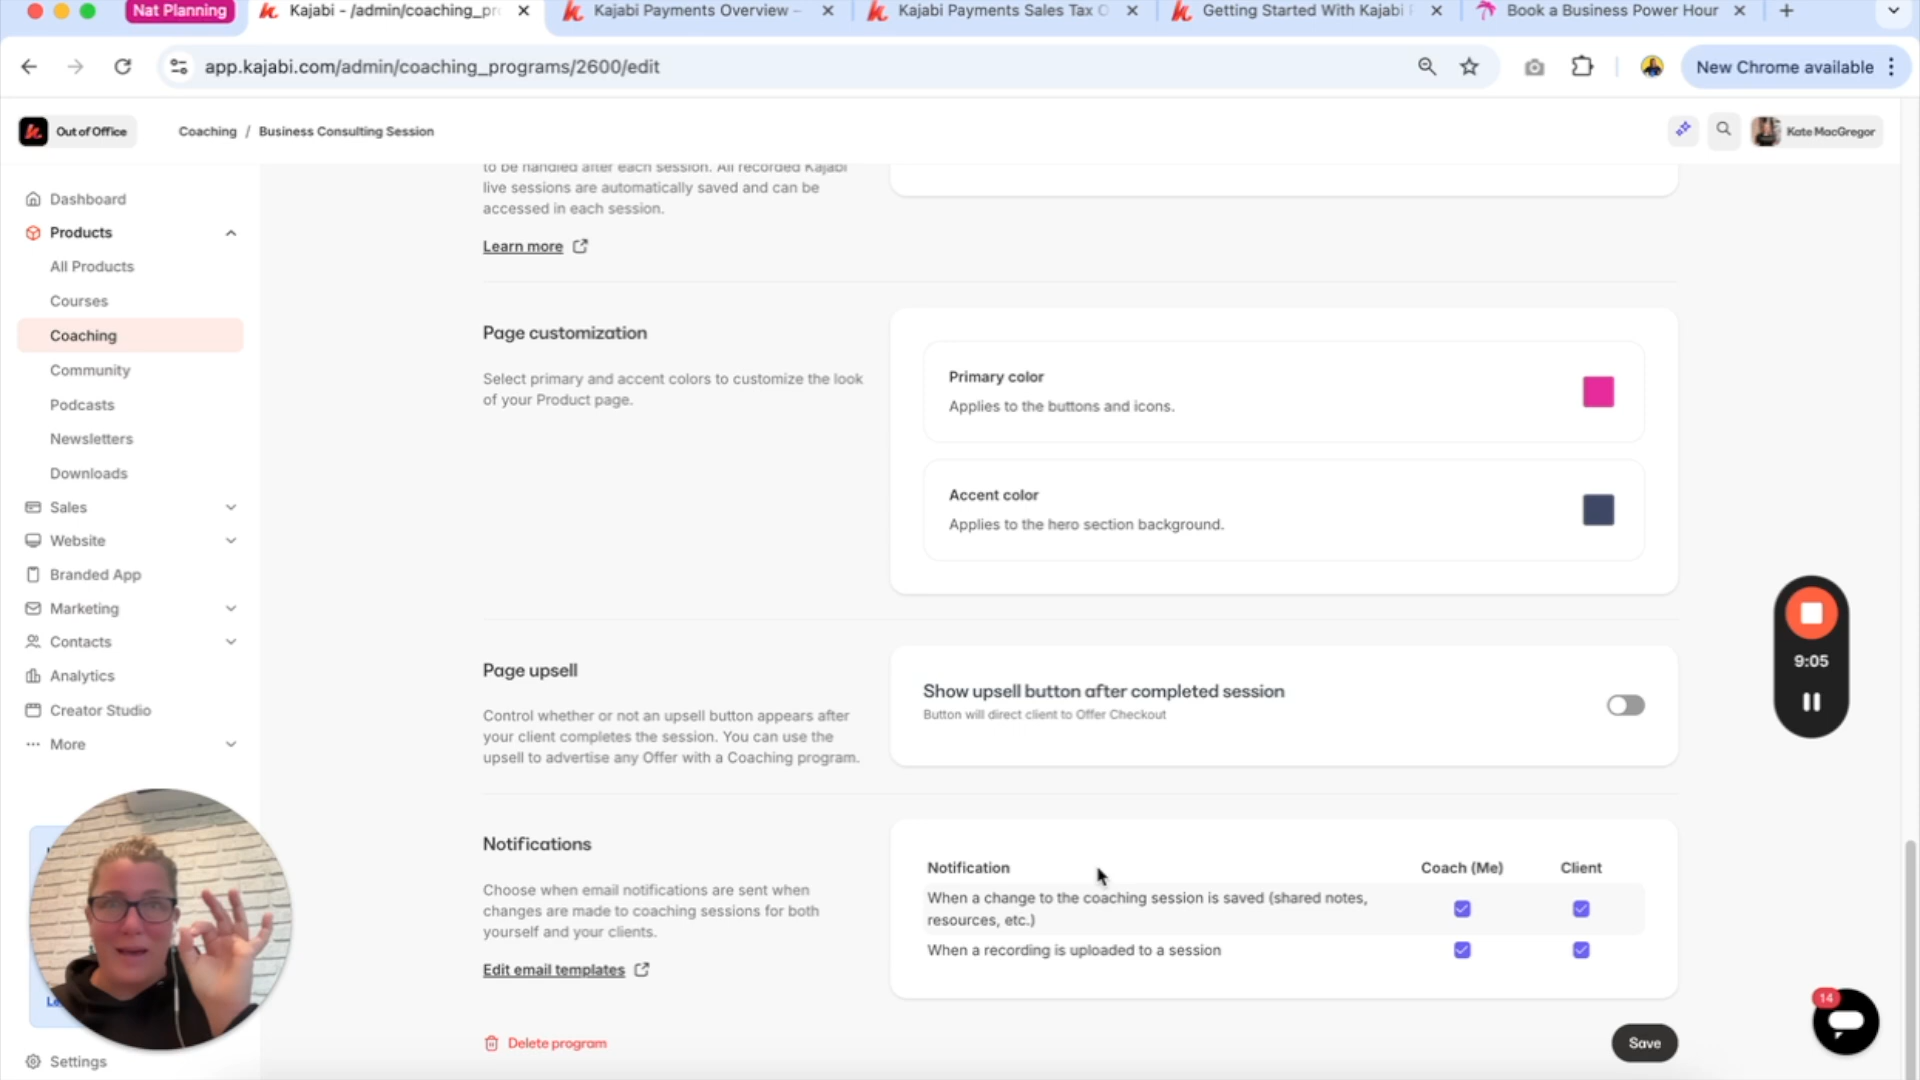 Nat Planning
Kajabi - /admin/coaching_pr
Kajabi Payments Overview –
Kajabi Payments Sales Tax O
Getting Started With Kajabi
Book a Business Power Hour
app.kajabi.com/admin/coaching_programs/2600/edit
New Chrome available
Out of Office
Coaching / Business Consulting Session
Kate MacGregor
Dashboard
Products
All Products
Courses
Coaching
Community
Podcasts
Newsletters
Downloads
Sales
Website
Branded App
Marketing
Contacts
Analytics
Creator Studio
More
Settings
to be handled after each session. All recorded Kajabi
live sessions are automatically saved and can be
accessed in each session.
Learn more
Page customization
Select primary and accent colors to customize the look
of your Product page.
Primary color
Applies to the buttons and icons.
Accent color
Applies to the hero section background.
Page upsell
Control whether or not an upsell button appears after
your client completes the session. You can use the
upsell to advertise any Offer with a Coaching program.
Show upsell button after completed session
Button will direct client to Offer Checkout
Notifications
Choose when email notifications are sent when
changes are made to coaching sessions for both
yourself and your clients.
Edit email templates
Notification
Coach (Me)
Client
When a change to the coaching session is saved (shared notes,
resources, etc.)
When a recording is uploaded to a session
Delete program
Save
9:05
14